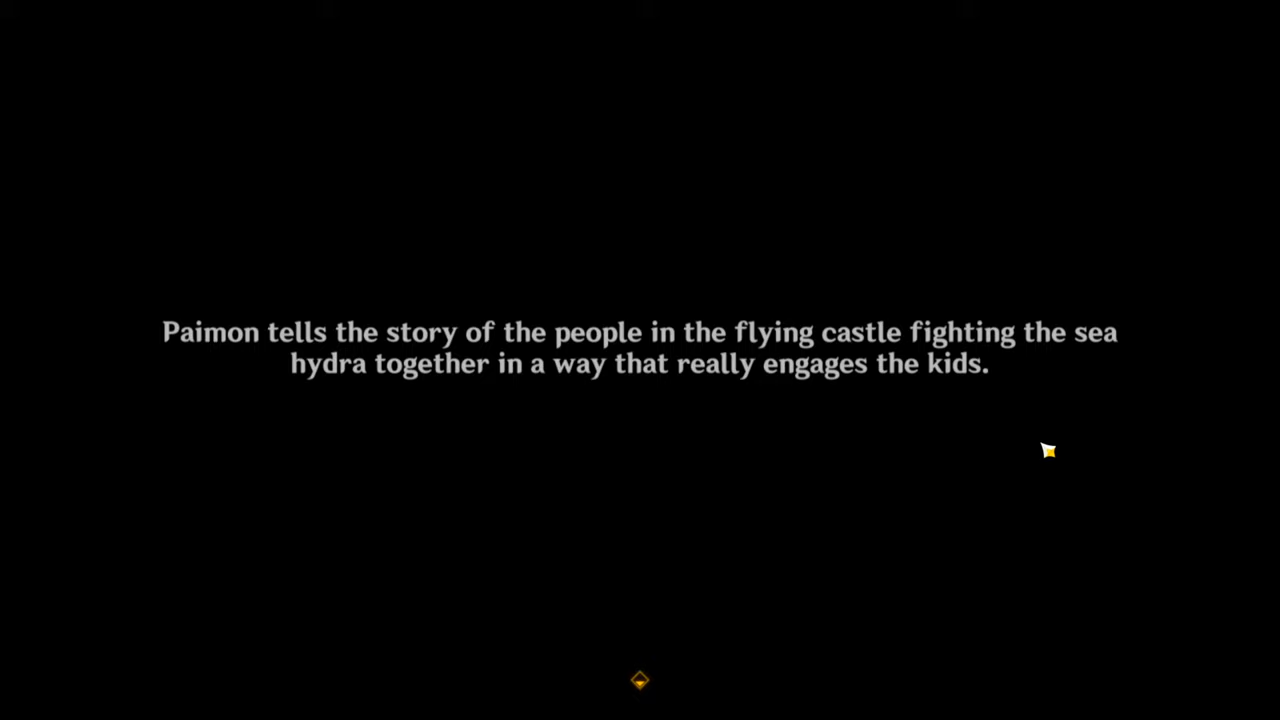 Paimon tells the story of the people in the flying castle fighting the sea
hydra together in a way that really engages the kids.